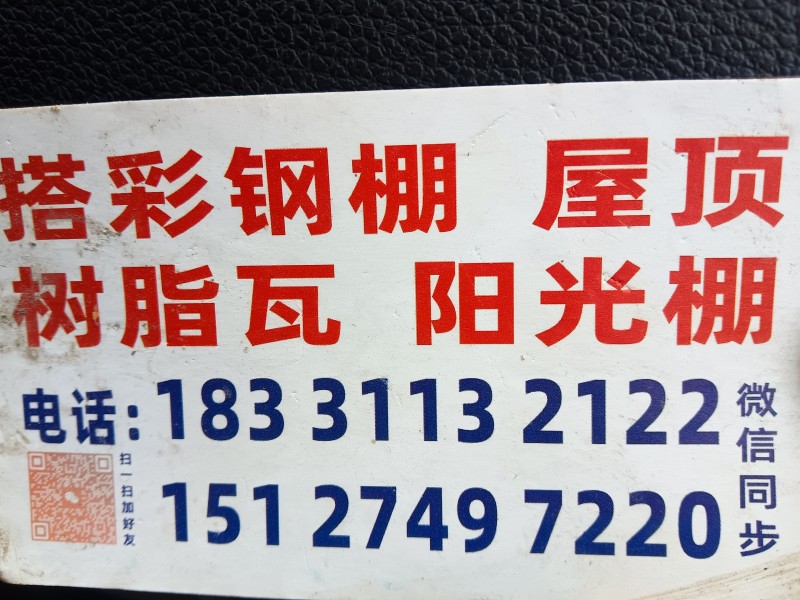 搭彩钢棚 屋顶
树脂瓦 阳光棚
电话: 183 3113 2122
151 2749 7220
微信同步
扫一扫加好友